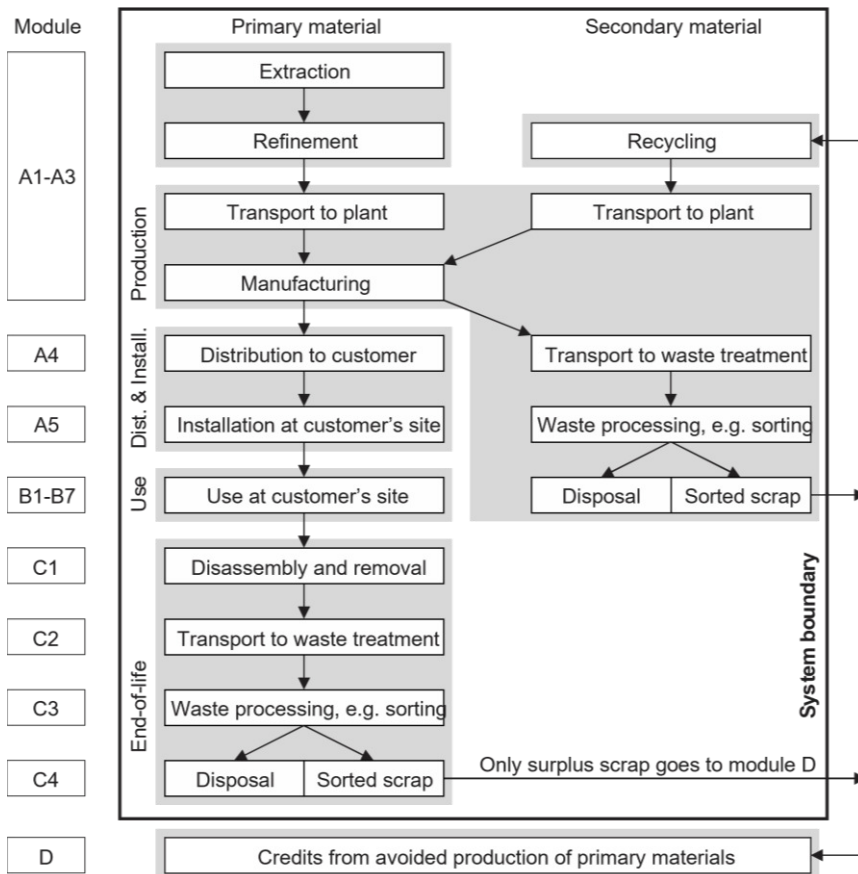 Module
Primary material
Secondary material
Extraction
Refinement
Recycling
A1-A3
Transport to plant
Transport to plant
Production
Manufacturing
A4
Distribution to customer
Transport to waste treatment
Dist. & Install.
A5
Installation at customer's site
Waste processing, e.g. sorting
B1-B7
Use
Use at customer's site
Disposal
Sorted scrap
C1
Disassembly and removal
System boundary
C2
Transport to waste treatment
End-of-life
C3
Waste processing, e.g. sorting
C4
Disposal
Sorted scrap
Only surplus scrap goes to module D
D
Credits from avoided production of primary materials